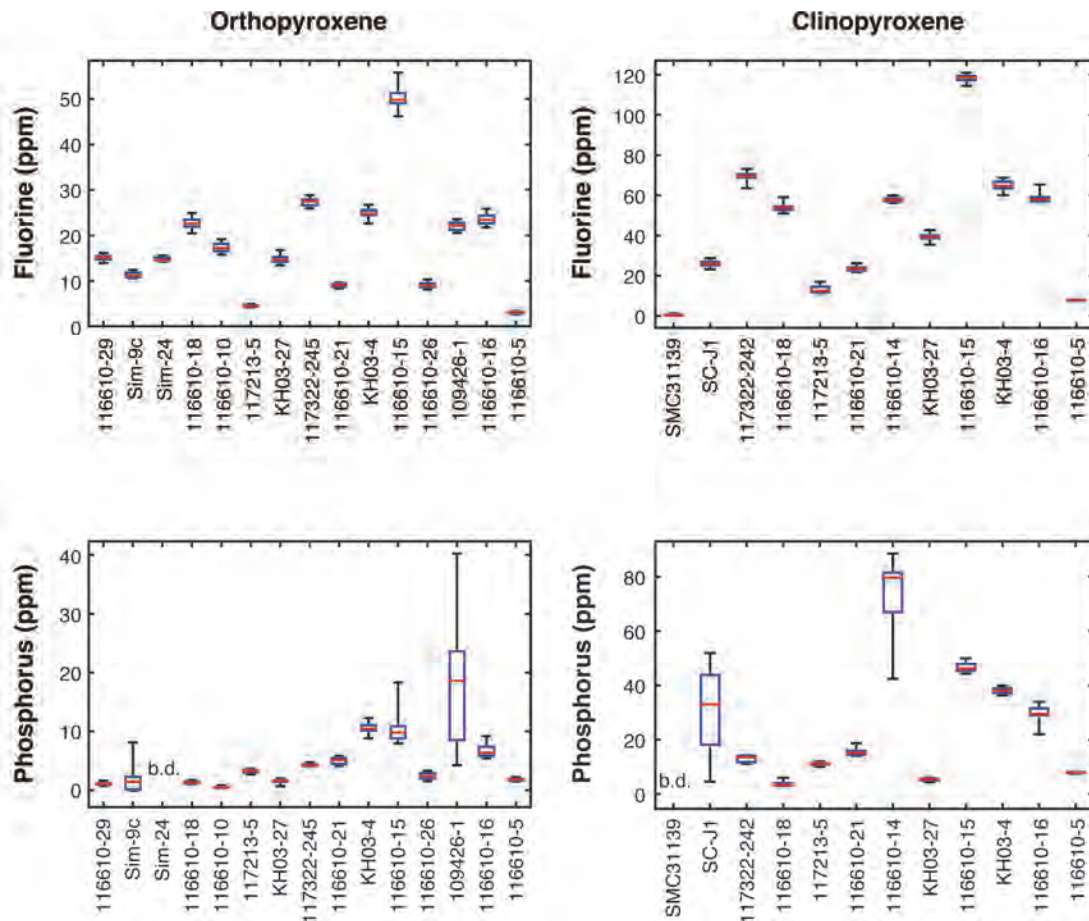 Orthopyroxene
Clinopyroxene
Fluorine (ppm)
50
40
30
20
10
0
116610-29
Sim-9c
Sim-24
116610-18
116610-10
117213-5
KH03-27
117322-245
116610-21
KH03-4
116610-15
116610-26
109426-1
116610-16
116610-5
Fluorine (ppm)
120
100
80
60
40
20
0
SMC31139
SC-J1
117322-242
116610-18
117213-5
116610-21
116610-14
KH03-27
116610-15
KH03-4
116610-16
116610-5
Phosphorus (ppm)
40
30
20
10
0
b.d.
116610-29
Sim-9c
Sim-24
116610-18
116610-10
117213-5
KH03-27
117322-245
116610-21
KH03-4
116610-15
116610-26
109426-1
116610-16
116610-5
Phosphorus (ppm)
80
60
40
20
0
b.d.
SMC31139
SC-J1
117322-242
116610-18
117213-5
116610-21
116610-14
KH03-27
116610-15
KH03-4
116610-16
116610-5